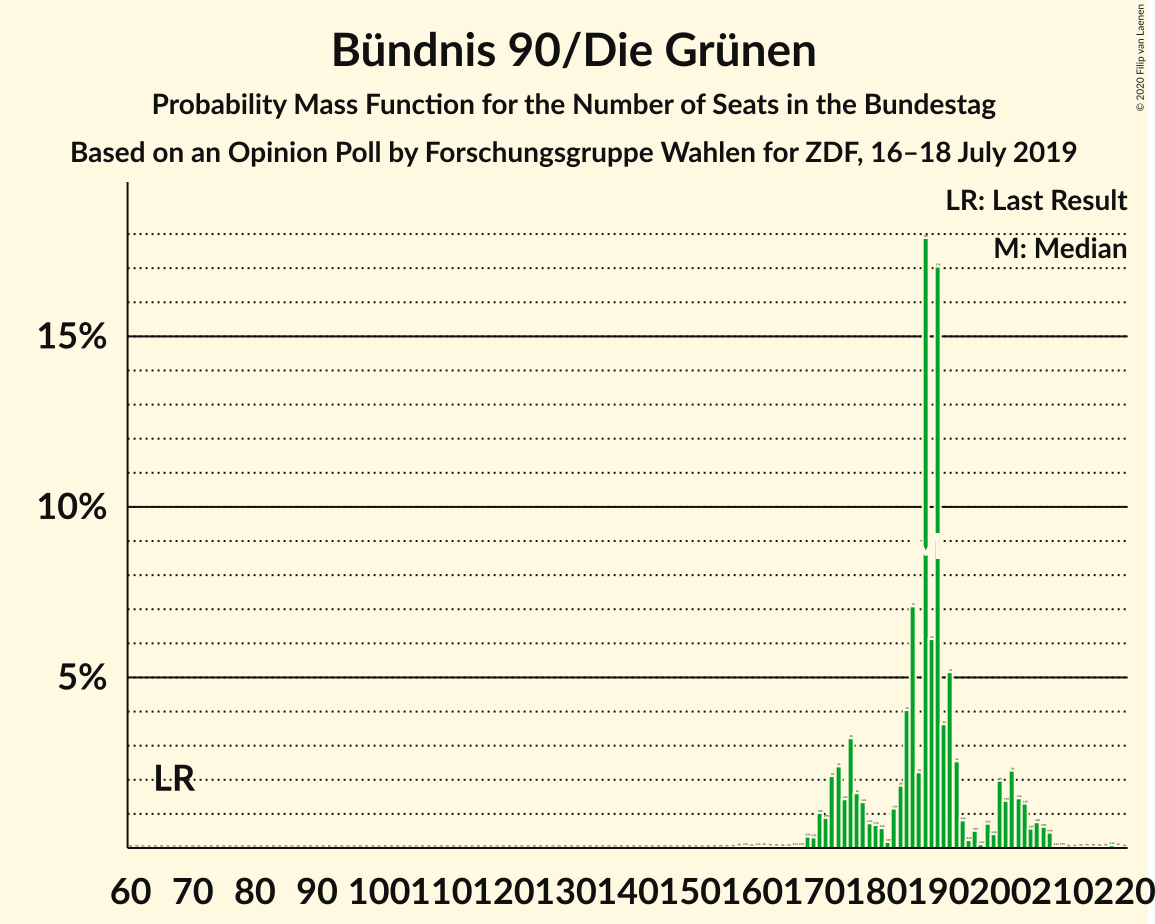 Bündnis 90/Die Grünen
Probability Mass Function for the Number of Seats in the Bundestag
Based on an Opinion Poll by Forschungsgruppe Wahlen for ZDF, 16–18 July 2019
© 2020 Filip van Laenen
LR: Last Result
M: Median
15%
10%
5%
LR
60 70 80 90 100 110 120 130 140 150 160 170 180 190 200 210 220